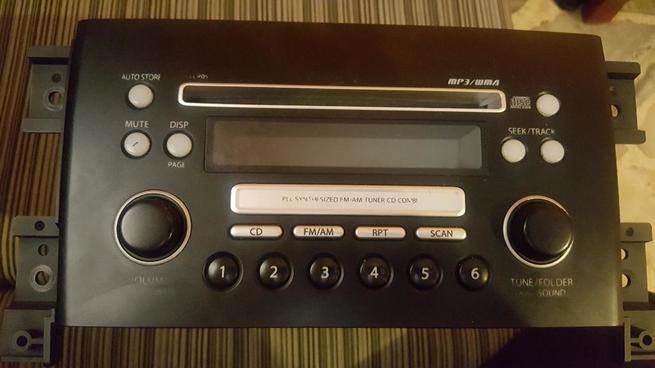 AUTO STORE
MP3/WMA
MUTE
DISP
SEEK/TRACK
PAGE
PLL SYNTHESIZED FM-AM TUNER CD COMBI
CD
FM/AM
RPT
SCAN
1
2
3
4
5
6
VOLUME
TUNE/FOLDER
SOUND